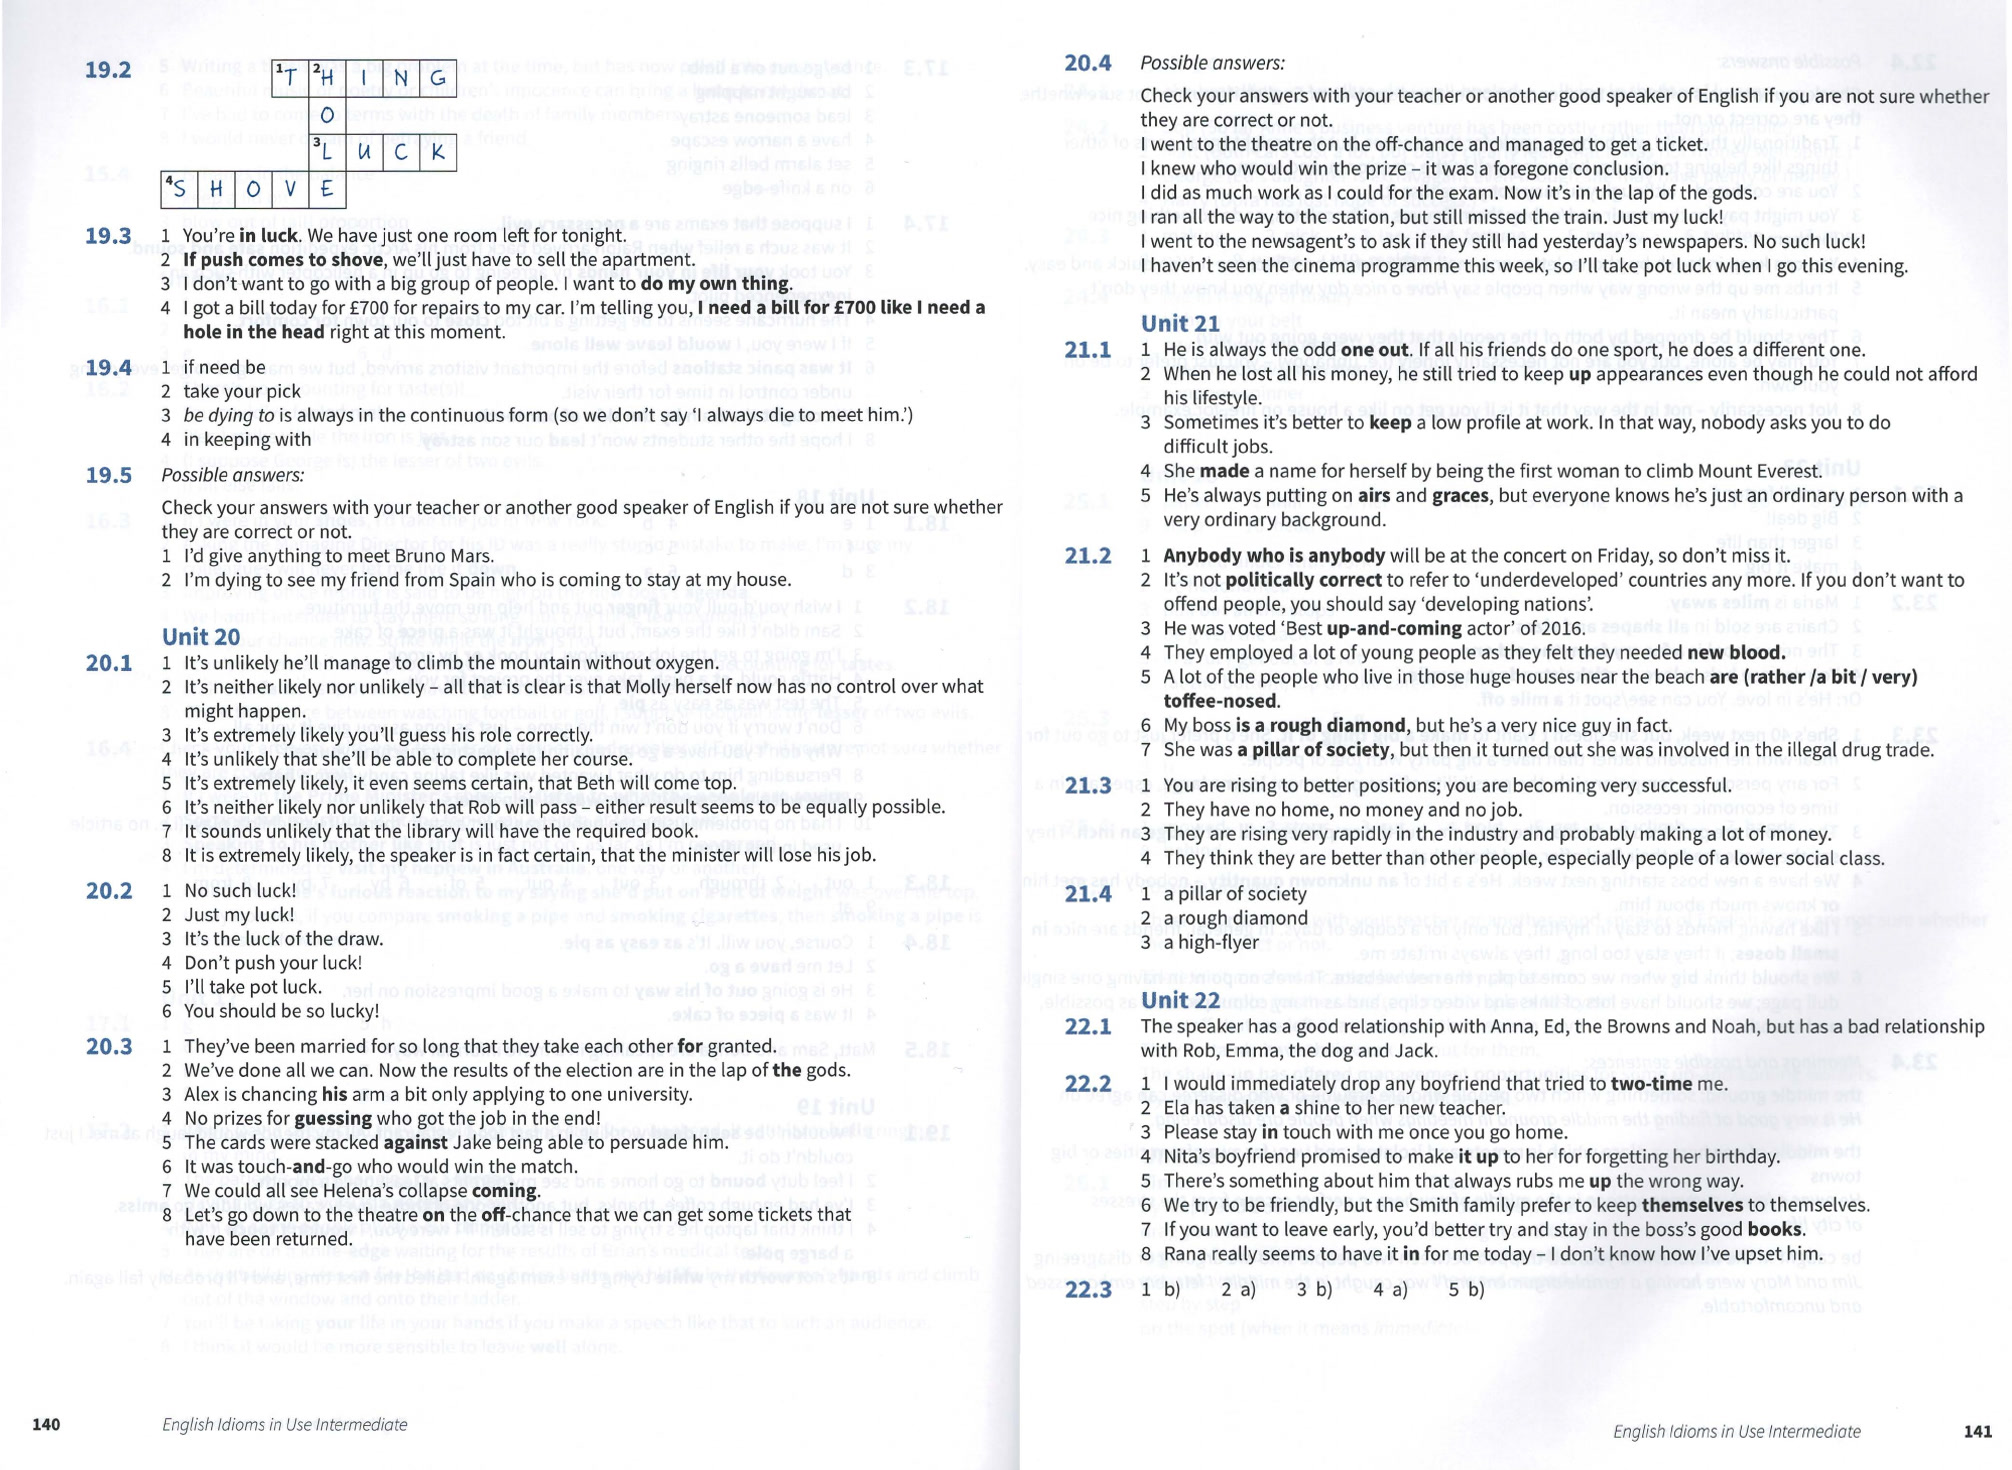 19.2
1T 2H I N G
O
3L U C K
4S H O V E
19.3
1 You're in luck. We have just one room left for tonight.
2 If push comes to shove, we'll just have to sell the apartment.
3 I don't want to go with a big group of people. I want to do my own thing.
4 I got a bill today for £700 for repairs to my car. I'm telling you, I need a bill for £700 like I need a
hole in the head right at this moment.
19.4
1 if need be
2 take your pick
3 be dying to is always in the continuous form (so we don't say 'I always die to meet him.')
4 in keeping with
19.5 Possible answers:
Check your answers with your teacher or another good speaker of English if you are not sure whether
they are correct or not.
1 I'd give anything to meet Bruno Mars.
2 I'm dying to see my friend from Spain who is coming to stay at my house.
Unit 20
20.1
1 It's unlikely he'll manage to climb the mountain without oxygen.
2 It's neither likely nor unlikely – all that is clear is that Molly herself now has no control over what
might happen.
3 It's extremely likely you'll guess his role correctly.
4 It's unlikely that she'll be able to complete her course.
5 It's extremely likely, it even seems certain, that Beth will come top.
6 It's neither likely nor unlikely that Rob will pass – either result seems to be equally possible.
7 It sounds unlikely that the library will have the required book.
8 It is extremely likely, the speaker is in fact certain, that the minister will lose his job.
20.2
1 No such luck!
2 Just my luck!
3 It's the luck of the draw.
4 Don't push your luck!
5 I'll take pot luck.
6 You should be so lucky!
20.3
1 They've been married for so long that they take each other for granted.
2 We've done all we can. Now the results of the election are in the lap of the gods.
3 Alex is chancing his arm a bit only applying to one university.
4 No prizes for guessing who got the job in the end!
5 The cards were stacked against Jake being able to persuade him.
6 It was touch-and-go who would win the match.
7 We could all see Helena's collapse coming.
8 Let's go down to the theatre on the off-chance that we can get some tickets that
have been returned.
140 English Idioms in Use Intermediate
20.4 Possible answers:
Check your answers with your teacher or another good speaker of English if you are not sure whether
they are correct or not.
I went to the theatre on the off-chance and managed to get a ticket.
I knew who would win the prize – it was a foregone conclusion.
I did as much work as I could for the exam. Now it's in the lap of the gods.
I ran all the way to the station, but still missed the train. Just my luck!
I went to the newsagent's to ask if they still had yesterday's newspapers. No such luck!
I haven't seen the cinema programme this week, so I'll take pot luck when I go this evening.
Unit 21
21.1
1 He is always the odd one out. If all his friends do one sport, he does a different one.
2 When he lost all his money, he still tried to keep up appearances even though he could not afford
his lifestyle.
3 Sometimes it's better to keep a low profile at work. In that way, nobody asks you to do
difficult jobs.
4 She made a name for herself by being the first woman to climb Mount Everest.
5 He's always putting on airs and graces, but everyone knows he's just an ordinary person with a
very ordinary background.
21.2
1 Anybody who is anybody will be at the concert on Friday, so don't miss it.
2 It's not politically correct to refer to 'underdeveloped' countries any more. If you don't want to
offend people, you should say 'developing nations'.
3 He was voted 'Best up-and-coming actor' of 2016.
4 They employed a lot of young people as they felt they needed new blood.
5 A lot of the people who live in those huge houses near the beach are (rather /a bit / very)
toffee-nosed.
6 My boss is a rough diamond, but he's a very nice guy in fact.
7 She was a pillar of society, but then it turned out she was involved in the illegal drug trade.
21.3
1 You are rising to better positions; you are becoming very successful.
2 They have no home, no money and no job.
3 They are rising very rapidly in the industry and probably making a lot of money.
4 They think they are better than other people, especially people of a lower social class.
21.4
1 a pillar of society
2 a rough diamond
3 a high-flyer
Unit 22
22.1 The speaker has a good relationship with Anna, Ed, the Browns and Noah, but has a bad relationship
with Rob, Emma, the dog and Jack.
22.2
1 I would immediately drop any boyfriend that tried to two-time me.
2 Ela has taken a shine to her new teacher.
3 Please stay in touch with me once you go home.
4 Nita's boyfriend promised to make it up to her for forgetting her birthday.
5 There's something about him that always rubs me up the wrong way.
6 We try to be friendly, but the Smith family prefer to keep themselves to themselves.
7 If you want to leave early, you'd better try and stay in the boss's good books.
8 Rana really seems to have it in for me today – I don't know how I've upset him.
22.3 1 b) 2 a) 3 b) 4 a) 5 b)
English Idioms in Use Intermediate 141